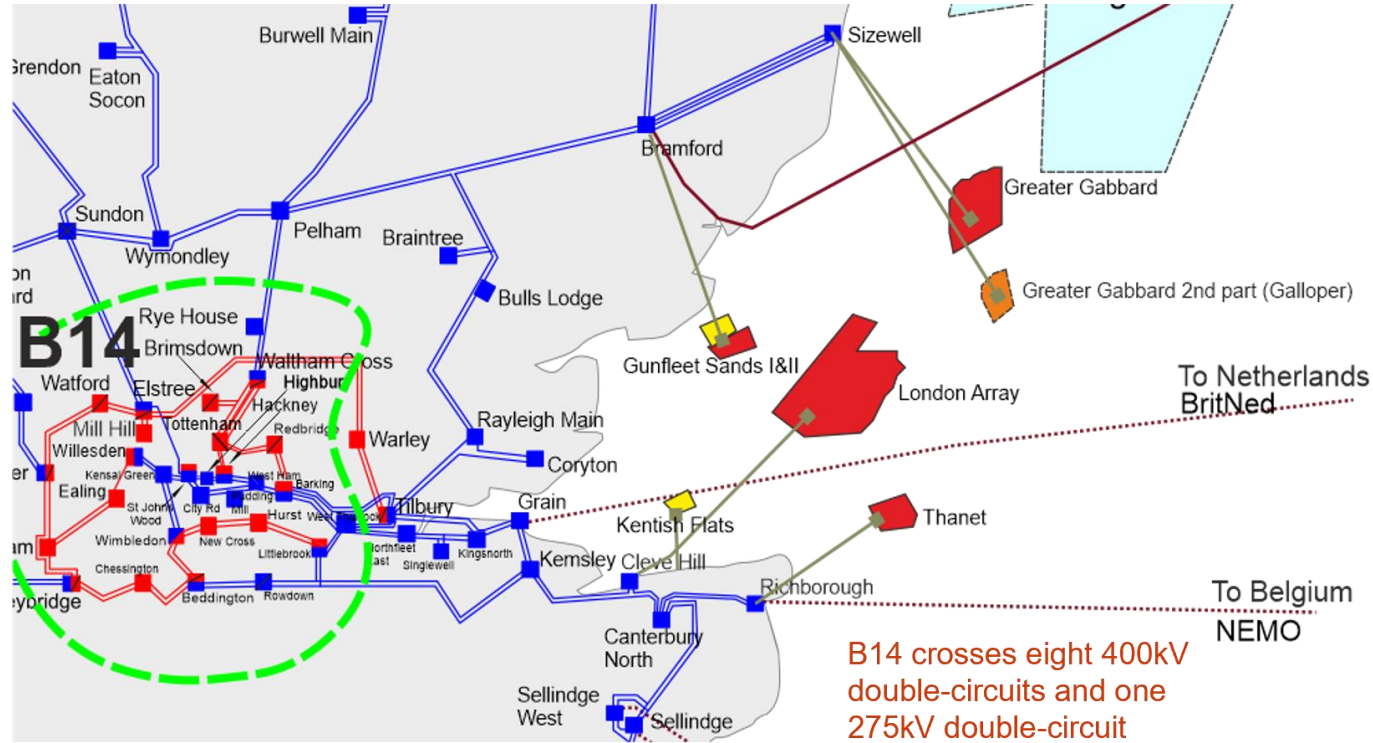 Burwell Main
Sizewell
Grendon
Eaton
Socon
Bramford
Greater Gabbard
Sundon
Pelham
Braintree
Wymondley
Bulls Lodge
Greater Gabbard 2nd part (Galloper)
Rye House
B14
Brimsdown
Waltham Cross
Gunfleet Sands I&II
To Netherlands
BritNed
Watford
Elstree
Highbur
London Array
Hackney
Mill Hill
Tottenham
Redbridge
Warley
Rayleigh Main
Willesden
Coryton
Kensal Green
West Ham
Barking
Ealing
St Johns
Wood
City Rd
Mill
Hurst
Tilbury
Grain
Kentish Flats
Thanet
Wimbledon
New Cross
Littlebrook
Singlewell
Kingsnorth
Kemsley
Cleve Hill
Chessington
Beddington
Rowdown
Richborough
To Belgium
NEMO
Canterbury
North
B14 crosses eight 400kV
double-circuits and one
275kV double-circuit
Sellindge
West
Sellindge